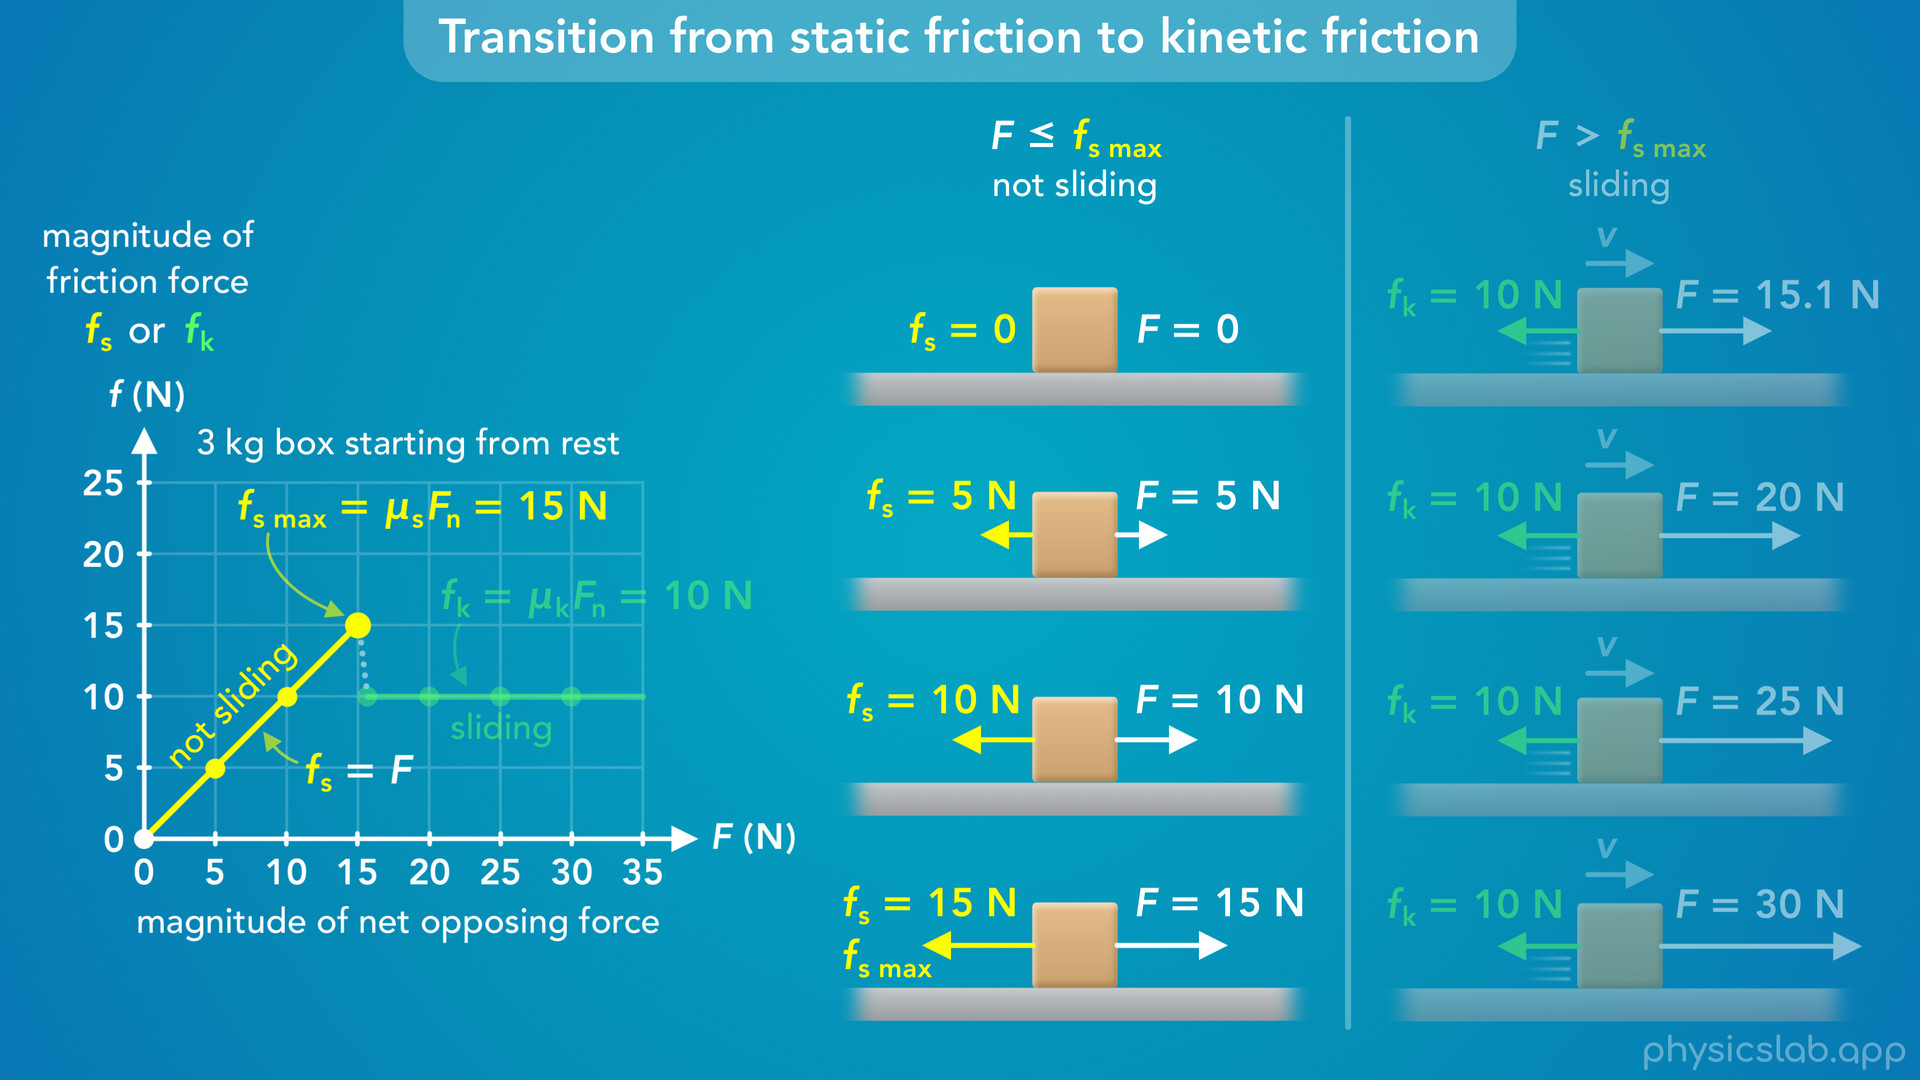 Transition from static friction to kinetic friction
magnitude of
friction force
fs or fk
f (N)
3 kg box starting from rest
25
20
15
10
5
0
fs max = μsFn = 15 N
fk = μkFn = 10 N
not sliding
sliding
fs = F
0 5 10 15 20 25 30 35
F (N)
magnitude of net opposing force
F ≤ fs max
not sliding
fs = 0 F = 0
fs = 5 N F = 5 N
fs = 10 N F = 10 N
fs = 15 N F = 15 N
fs max
F > fs max
sliding
v
fk = 10 N F = 15.1 N
v
fk = 10 N F = 20 N
v
fk = 10 N F = 25 N
v
fk = 10 N F = 30 N
physicslab.app